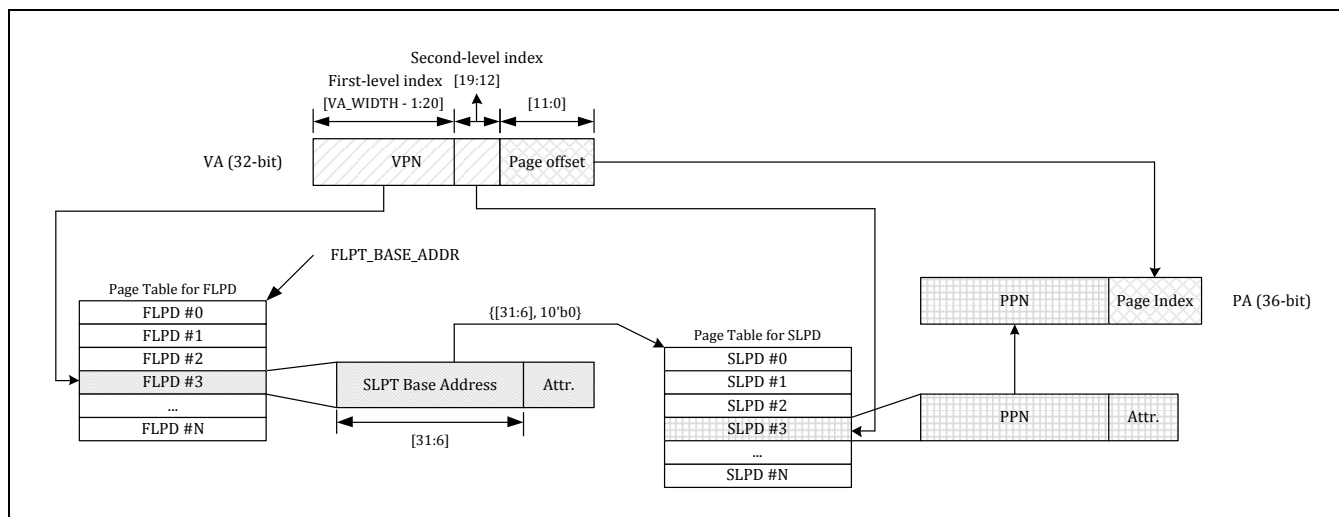 Second-level index
First-level index
[19:12]
[VA_WIDTH - 1:20]
[11:0]
VA (32-bit)
VPN
Page offset
FLPT_BASE_ADDR
Page Table for FLPD
FLPD #0
FLPD #1
FLPD #2
FLPD #3
...
FLPD #N
{[31:6], 10'b0}
SLPT Base Address
Attr.
[31:6]
Page Table for SLPD
SLPD #0
SLPD #1
SLPD #2
SLPD #3
...
SLPD #N
PPN
Page Index
PA (36-bit)
PPN
Attr.